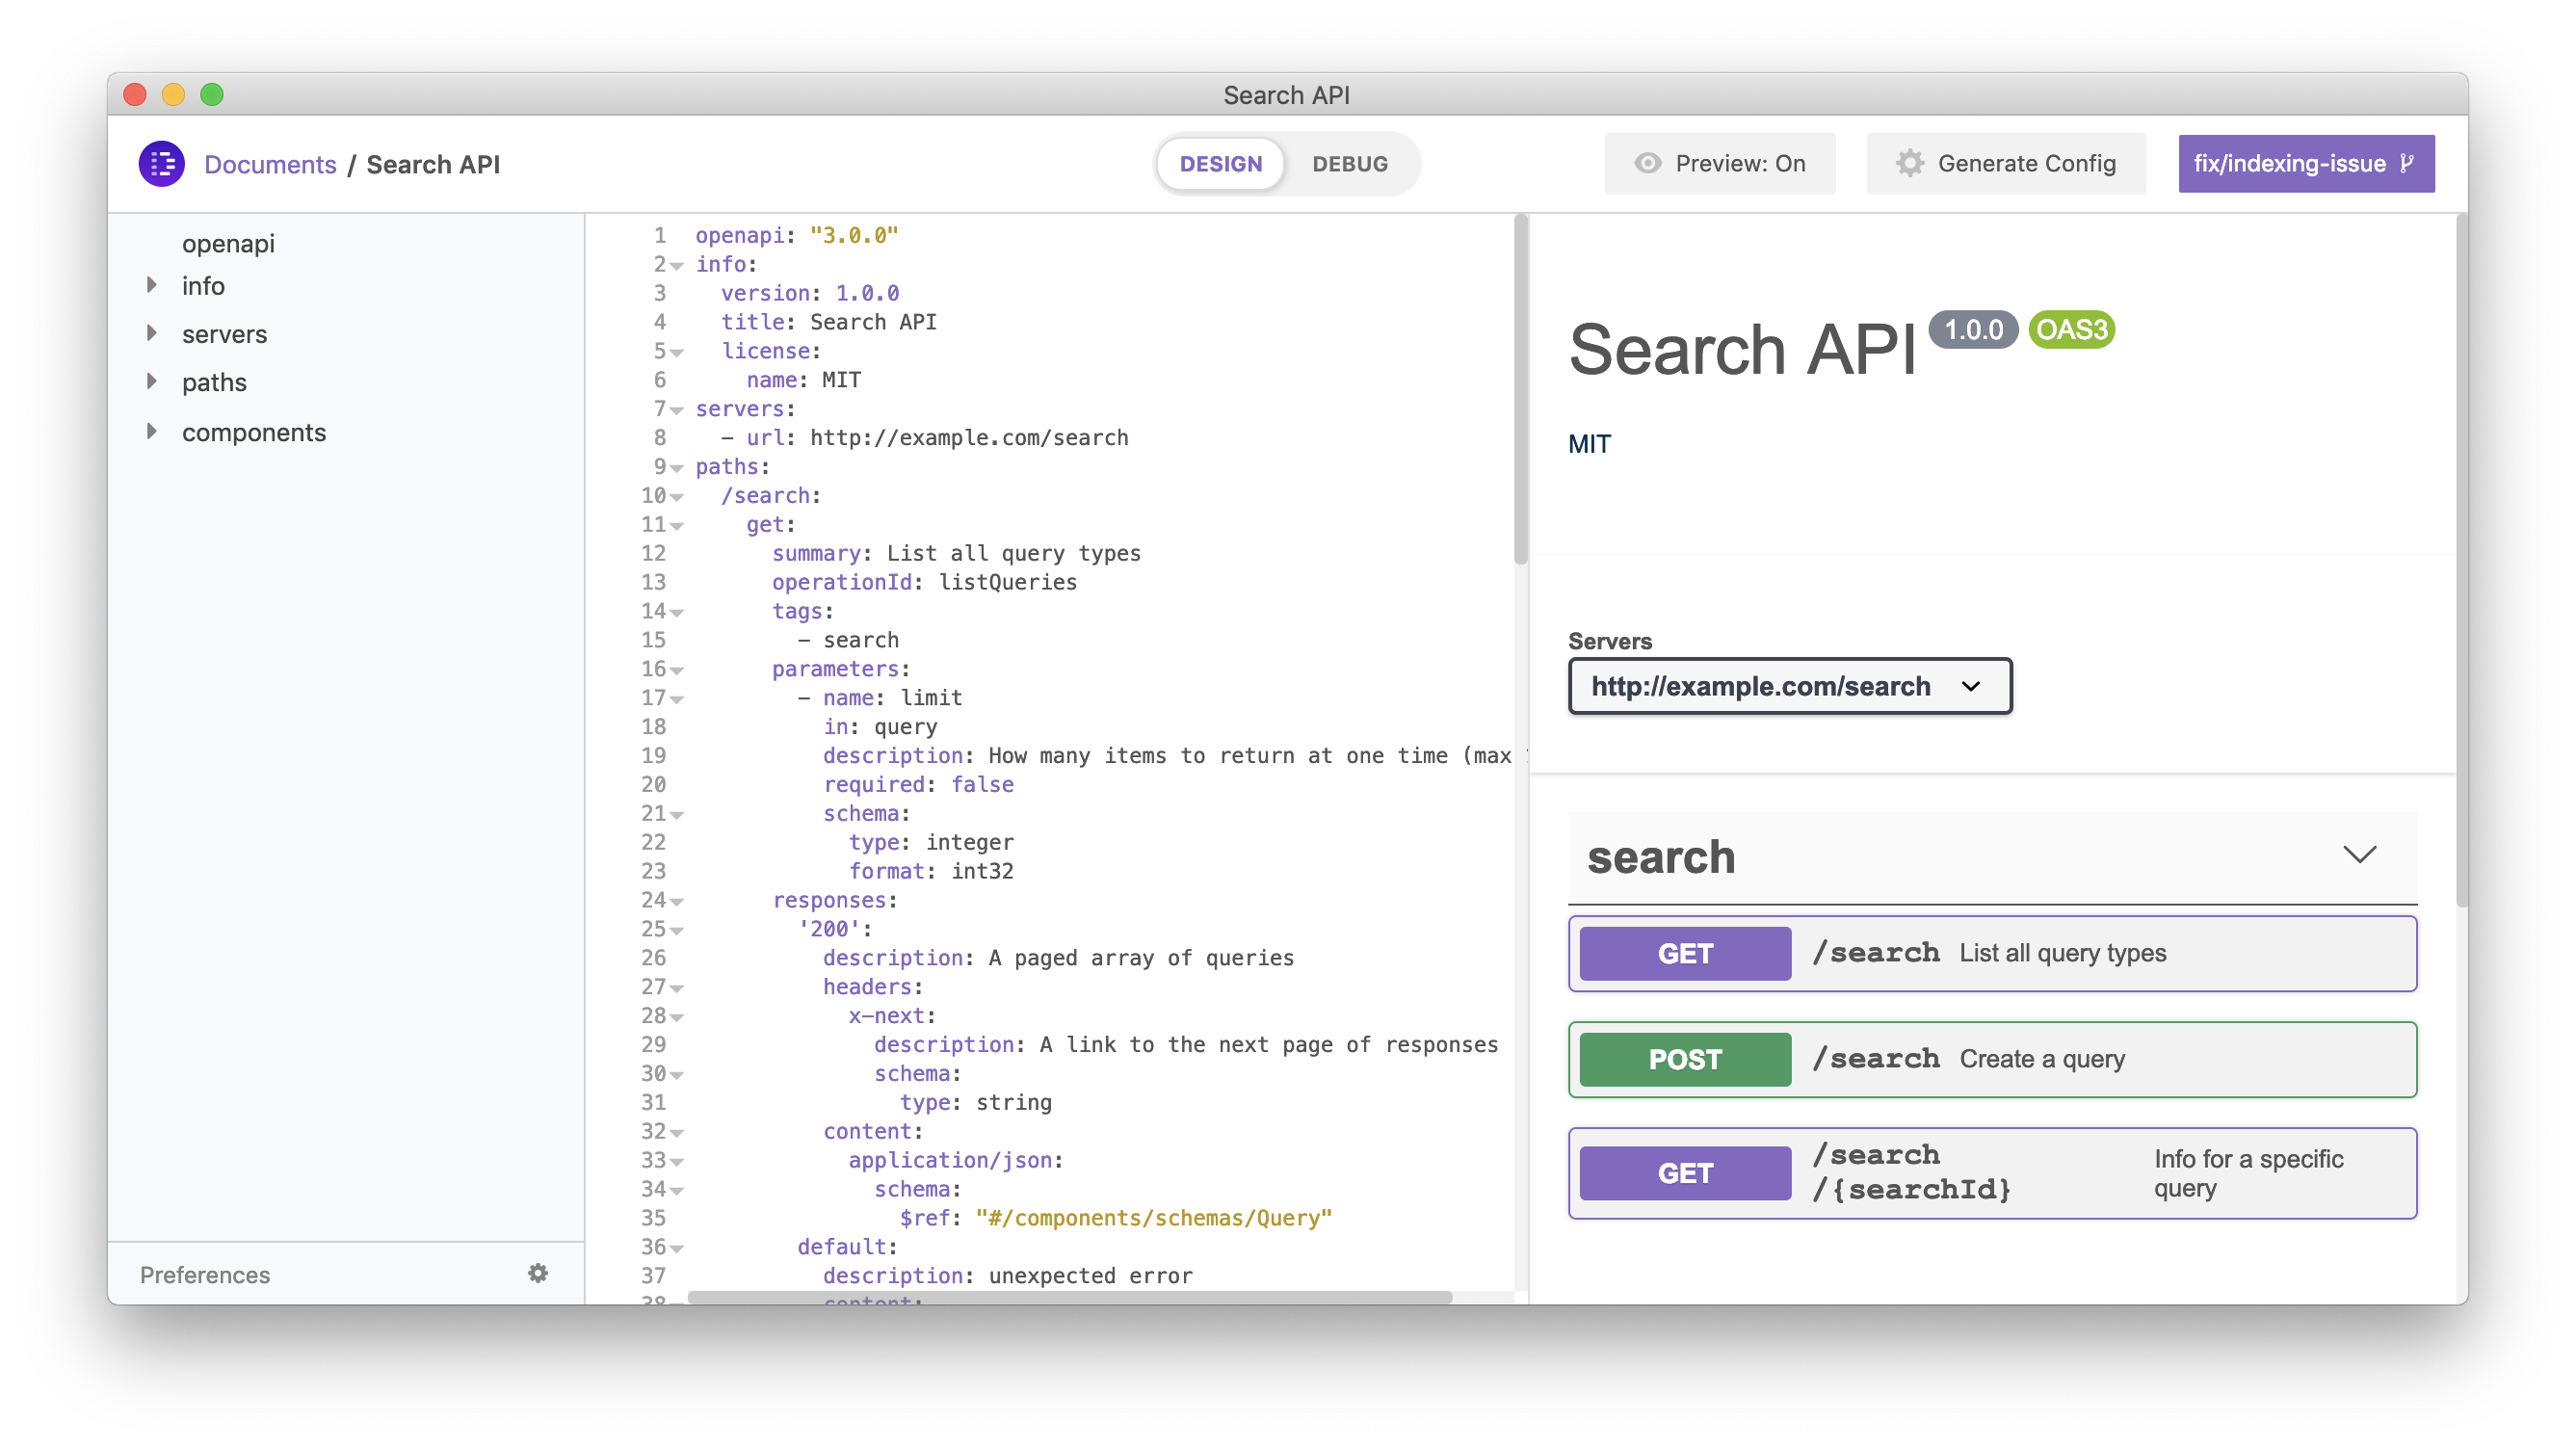 Search API
Documents / Search API
DESIGN DEBUG
Preview: On
Generate Config
fix/indexing-issue
openapi
info
servers
paths
components
Preferences
1 openapi: "3.0.0"
2 info:
3 version: 1.0.0
4 title: Search API
5 license:
6 name: MIT
7 servers:
8 - url: http://example.com/search
9 paths:
10 /search:
11 get:
12 summary: List all query types
13 operationId: listQueries
14 tags:
15 - search
16 parameters:
17 - name: limit
18 in: query
19 description: How many items to return at one time (max
20 required: false
21 schema:
22 type: integer
23 format: int32
24 responses:
25 '200':
26 description: A paged array of queries
27 headers:
28 x-next:
29 description: A link to the next page of responses
30 schema:
31 type: string
32 content:
33 application/json:
34 schema:
35 $ref: "#/components/schemas/Query"
36 default:
37 description: unexpected error
38 content:
Search API 1.0.0 OAS3
MIT
Servers
http://example.com/search
search
GET /search List all query types
POST /search Create a query
GET /search
/{searchId}
Info for a specific
query